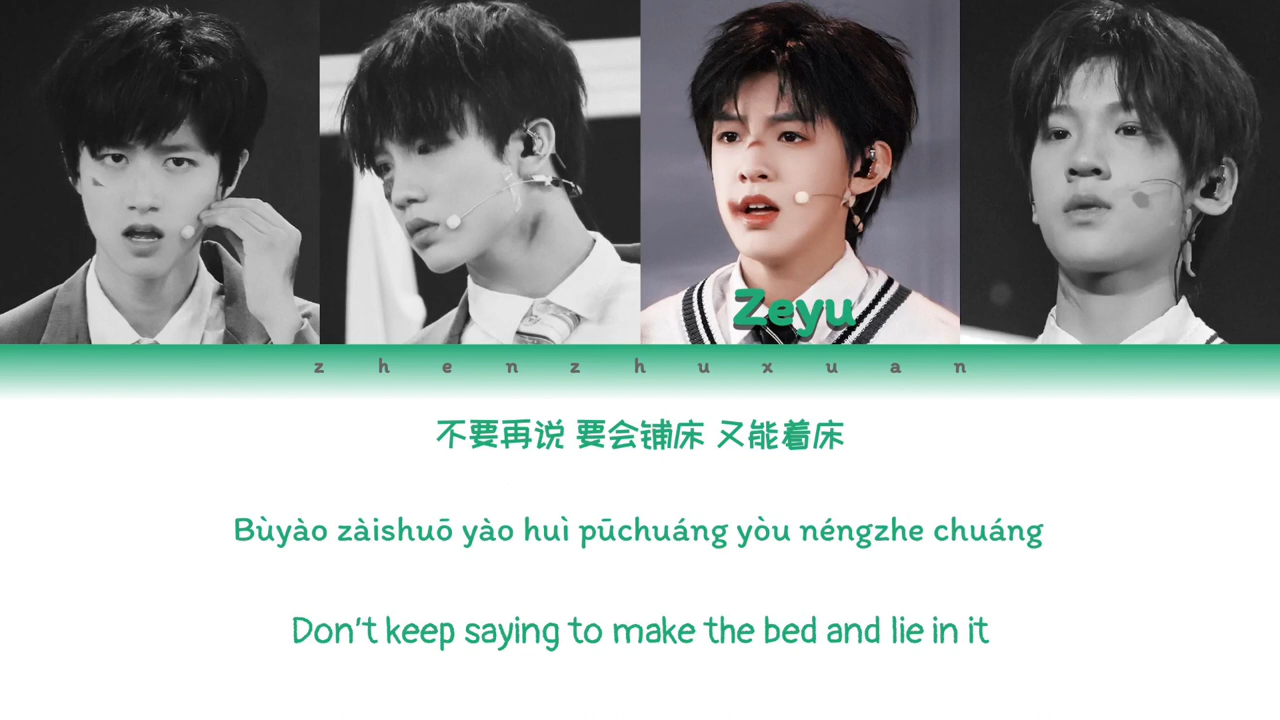 Zeyu
zhenzhuxuan
不要再说 要会铺床 又能着床
Bùyào zàishuō yào huì pūchuáng yòu néngzhe chuáng
Don't keep saying to make the bed and lie in it